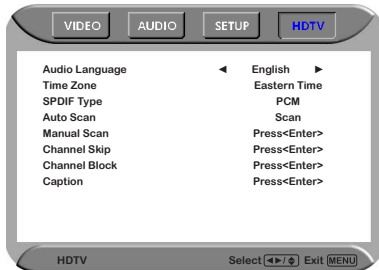 VIDEO AUDIO SETUP HDTV
Audio Language ◄ English ►
Time Zone Eastern Time
SPDIF Type PCM
Auto Scan Scan
Manual Scan Press<Enter>
Channel Skip Press<Enter>
Channel Block Press<Enter>
Caption Press<Enter>
HDTV Select ◄►/◆ Exit MENU